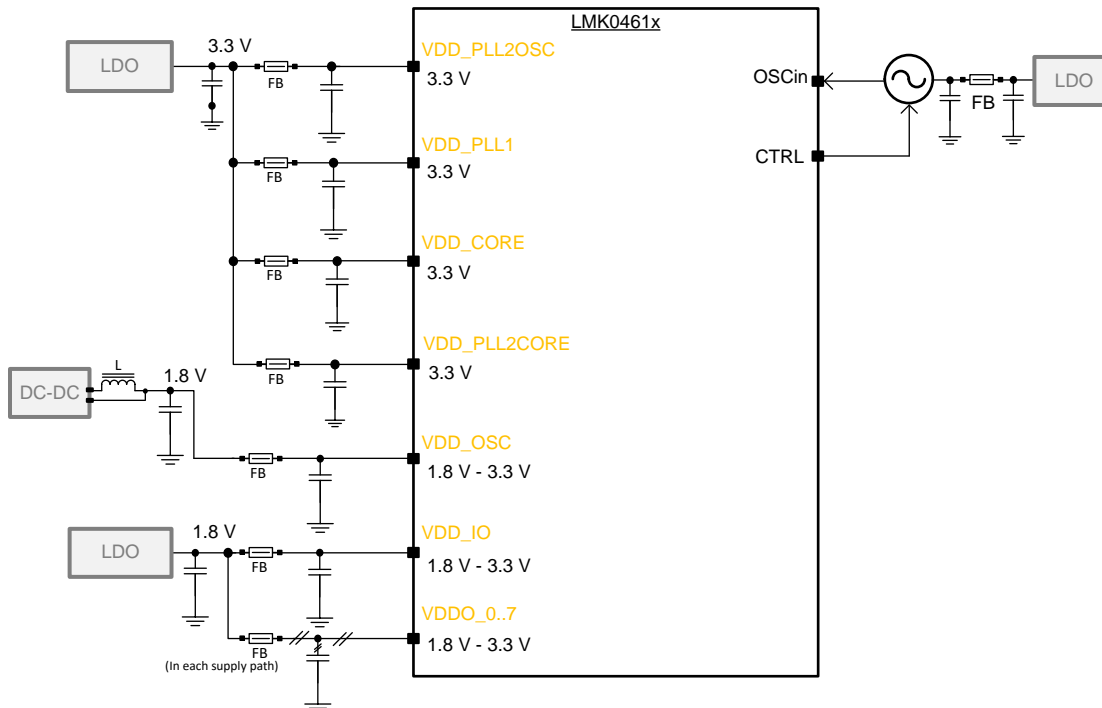 LMK0461x
LDO
3.3 V
FB
VDD_PLL2OSC
3.3 V
OSCin
FB
LDO
FB
VDD_PLL1
3.3 V
CTRL
FB
VDD_CORE
3.3 V
FB
VDD_PLL2CORE
3.3 V
DC-DC
L
1.8 V
FB
VDD_OSC
1.8 V - 3.3 V
LDO
1.8 V
FB
VDD_IO
1.8 V - 3.3 V
FB
(In each supply path)
VDDO_0..7
1.8 V - 3.3 V